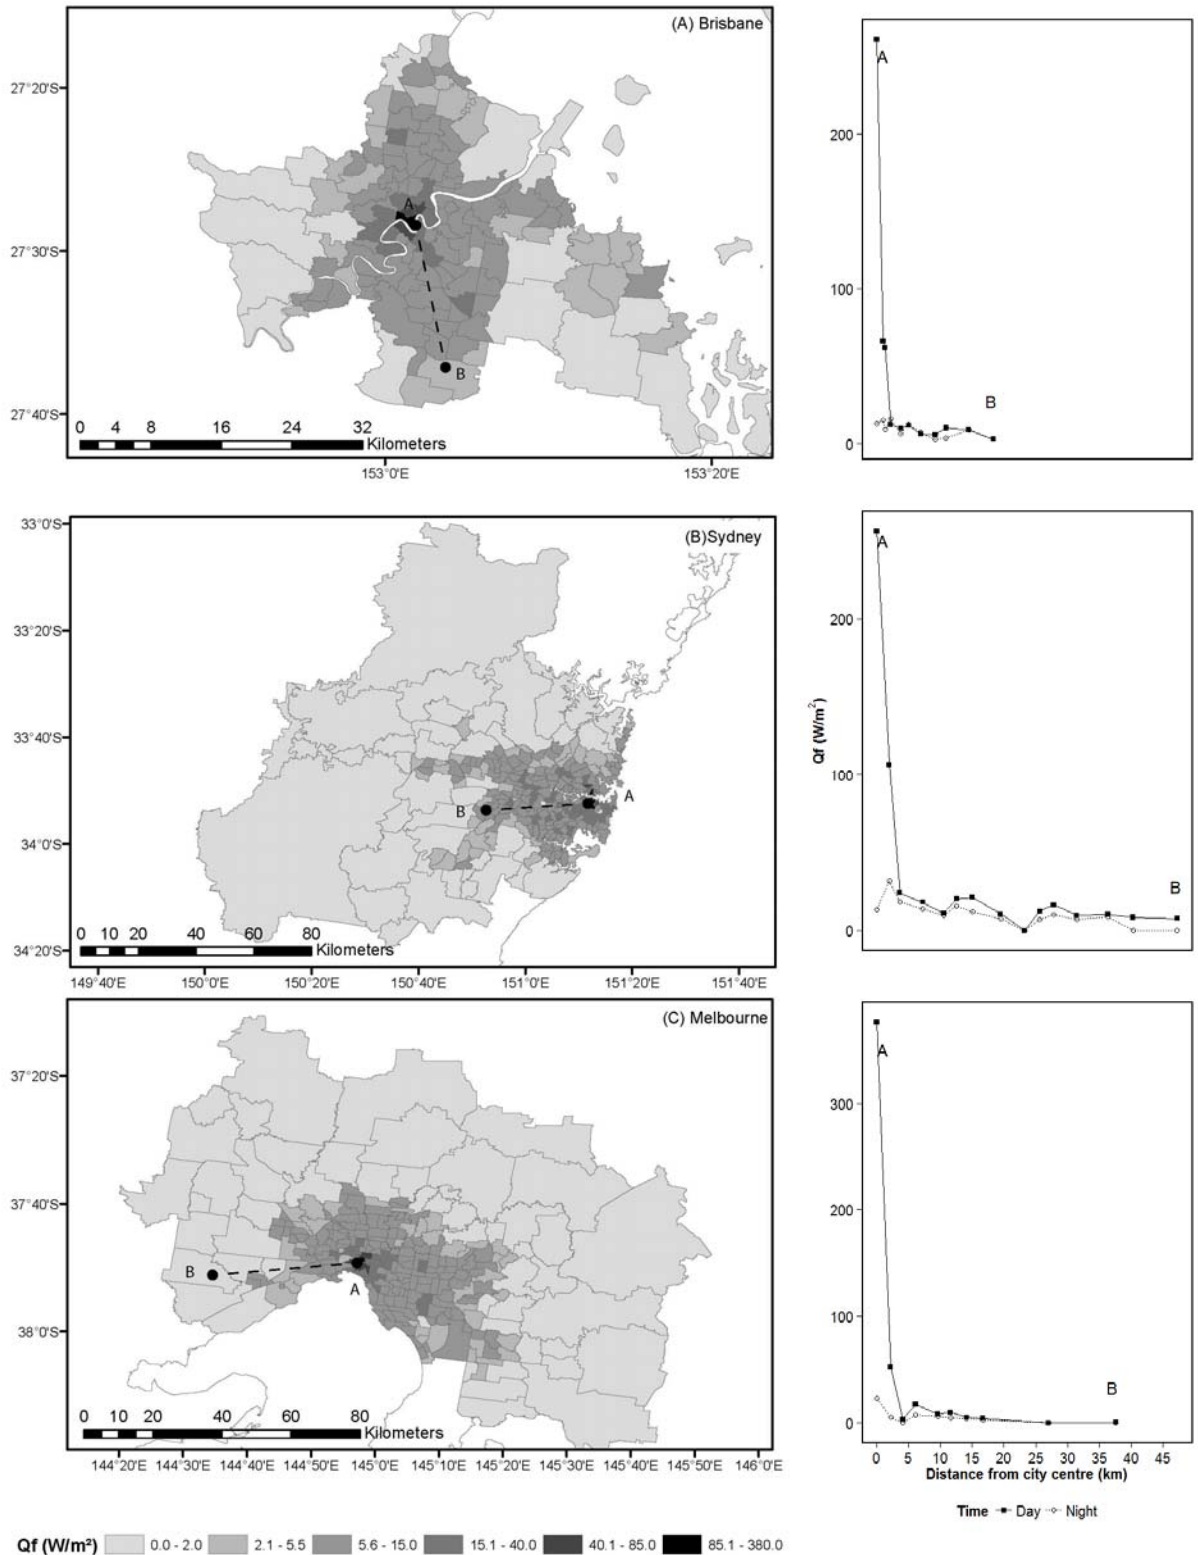 (A) Brisbane
27°20'S
27°30'S
27°40'S
A
B
0 4 8 16 24 32
Kilometers
153°0'E 153°20'E
A
B
200
100
0
33°0'S
(B)Sydney
33°20'S
33°40'S
34°0'S
34°20'S
B A
0 10 20 40 60 80
Kilometers
149°40'E 150°0'E 150°20'E 150°40'E 151°0'E 151°20'E 151°40'E
A
B
200
100
0
Qf (W/m²)
(C) Melbourne
37°20'S
37°40'S
38°0'S
B
A
0 10 20 40 60 80
Kilometers
144°20'E 144°30'E 144°40'E 144°50'E 145°0'E 145°10'E 145°20'E 145°30'E 145°40'E 145°50'E 146°0'E
A
B
300
200
100
0
0 5 10 15 20 25 30 35 40 45
Distance from city centre (km)
Time Day Night
Qf (W/m²) 0.0 - 2.0 2.1 - 5.5 5.6 - 15.0 15.1 - 40.0 40.1 - 85.0 85.1 - 380.0